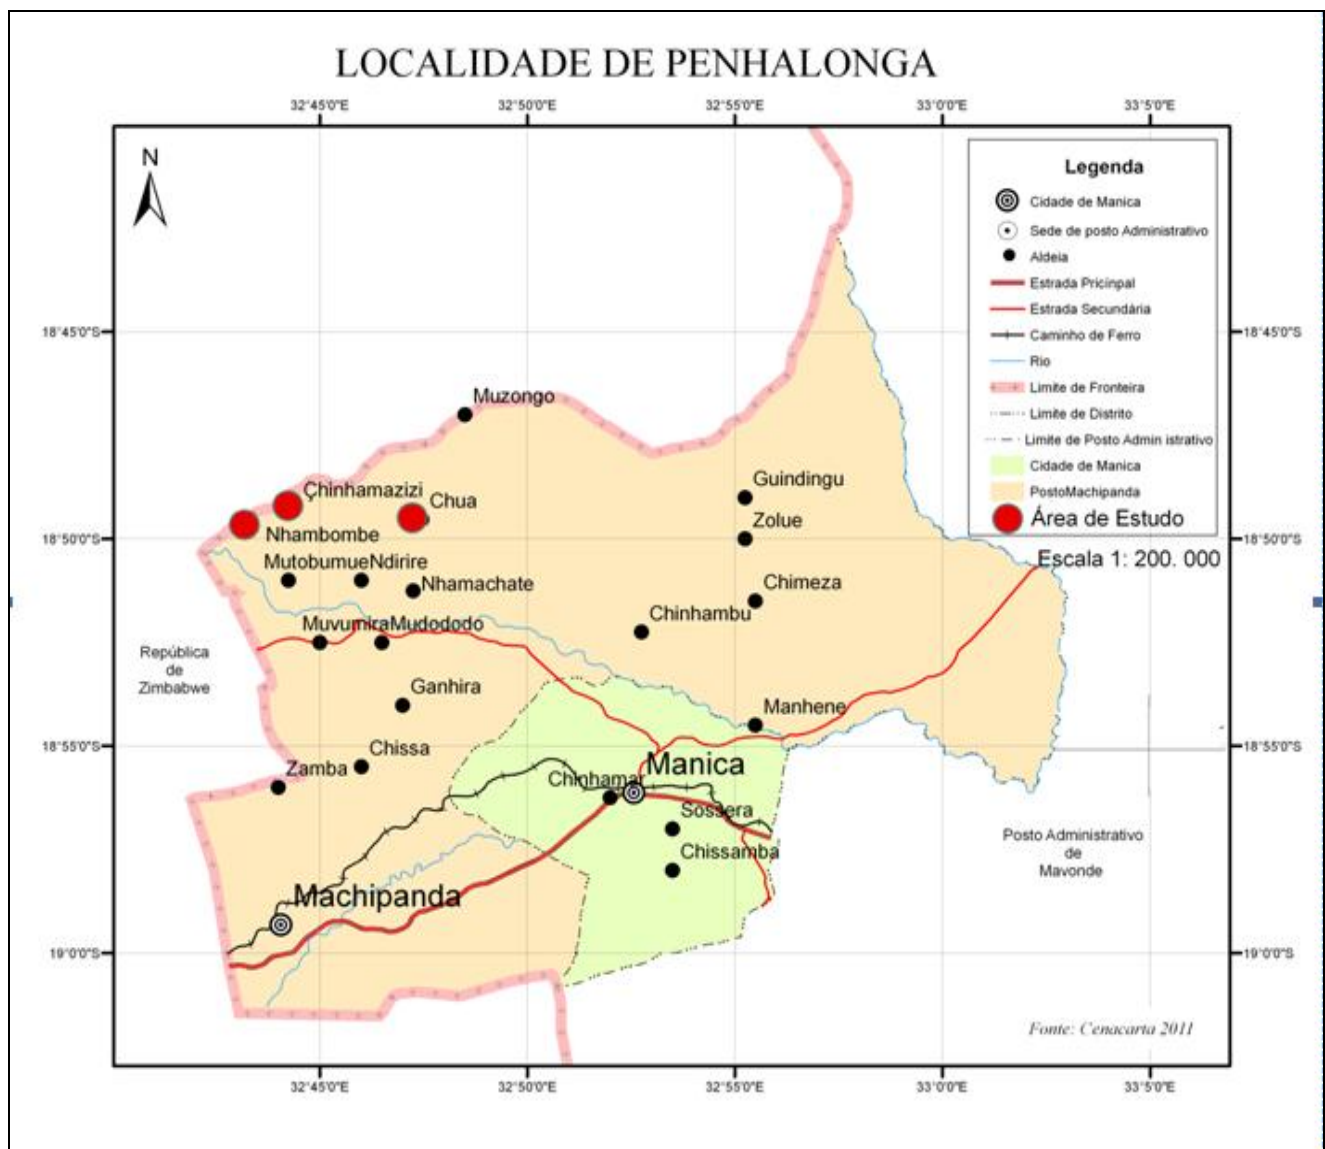 LOCALIDADE DE PENHALONGA
32°45'0"E 32°50'0"E 32°55'0"E 33°0'0"E 33°5'0"E
N
Legenda
Cidade de Manica
Sede de posto Administrativo
Aldeia
Estrada Pricinpal
Estrada Secundária
Caminho de Ferro
Rio
Limite de Fronteira
Limite de Distrito
Limite de Posto Admin istrativo
Cidade de Manica
PostoMachipanda
Área de Estudo
Escala 1: 200. 000
18°45'0"S 18°45'0"S
Muzongo
Guindingu
Çhinhamazizi
Chua
Zolue
Nhambombe
18°50'0"S 18°50'0"S
MutobumueNdirire
Nhamachate
Chimeza
Chinhambu
MuvumiraMudododo
República
de
Zimbabwe
Ganhira
Manhene
18°55'0"S 18°55'0"S
Chissa
Zamba
Manica
Chinhamar
Sossera
Chissamba
Posto Administrativo
de
Mavonde
Machipanda
19°0'0"S 19°0'0"S
Fonte: Cenacarta 2011
32°45'0"E 32°50'0"E 32°55'0"E 33°0'0"E 33°5'0"E